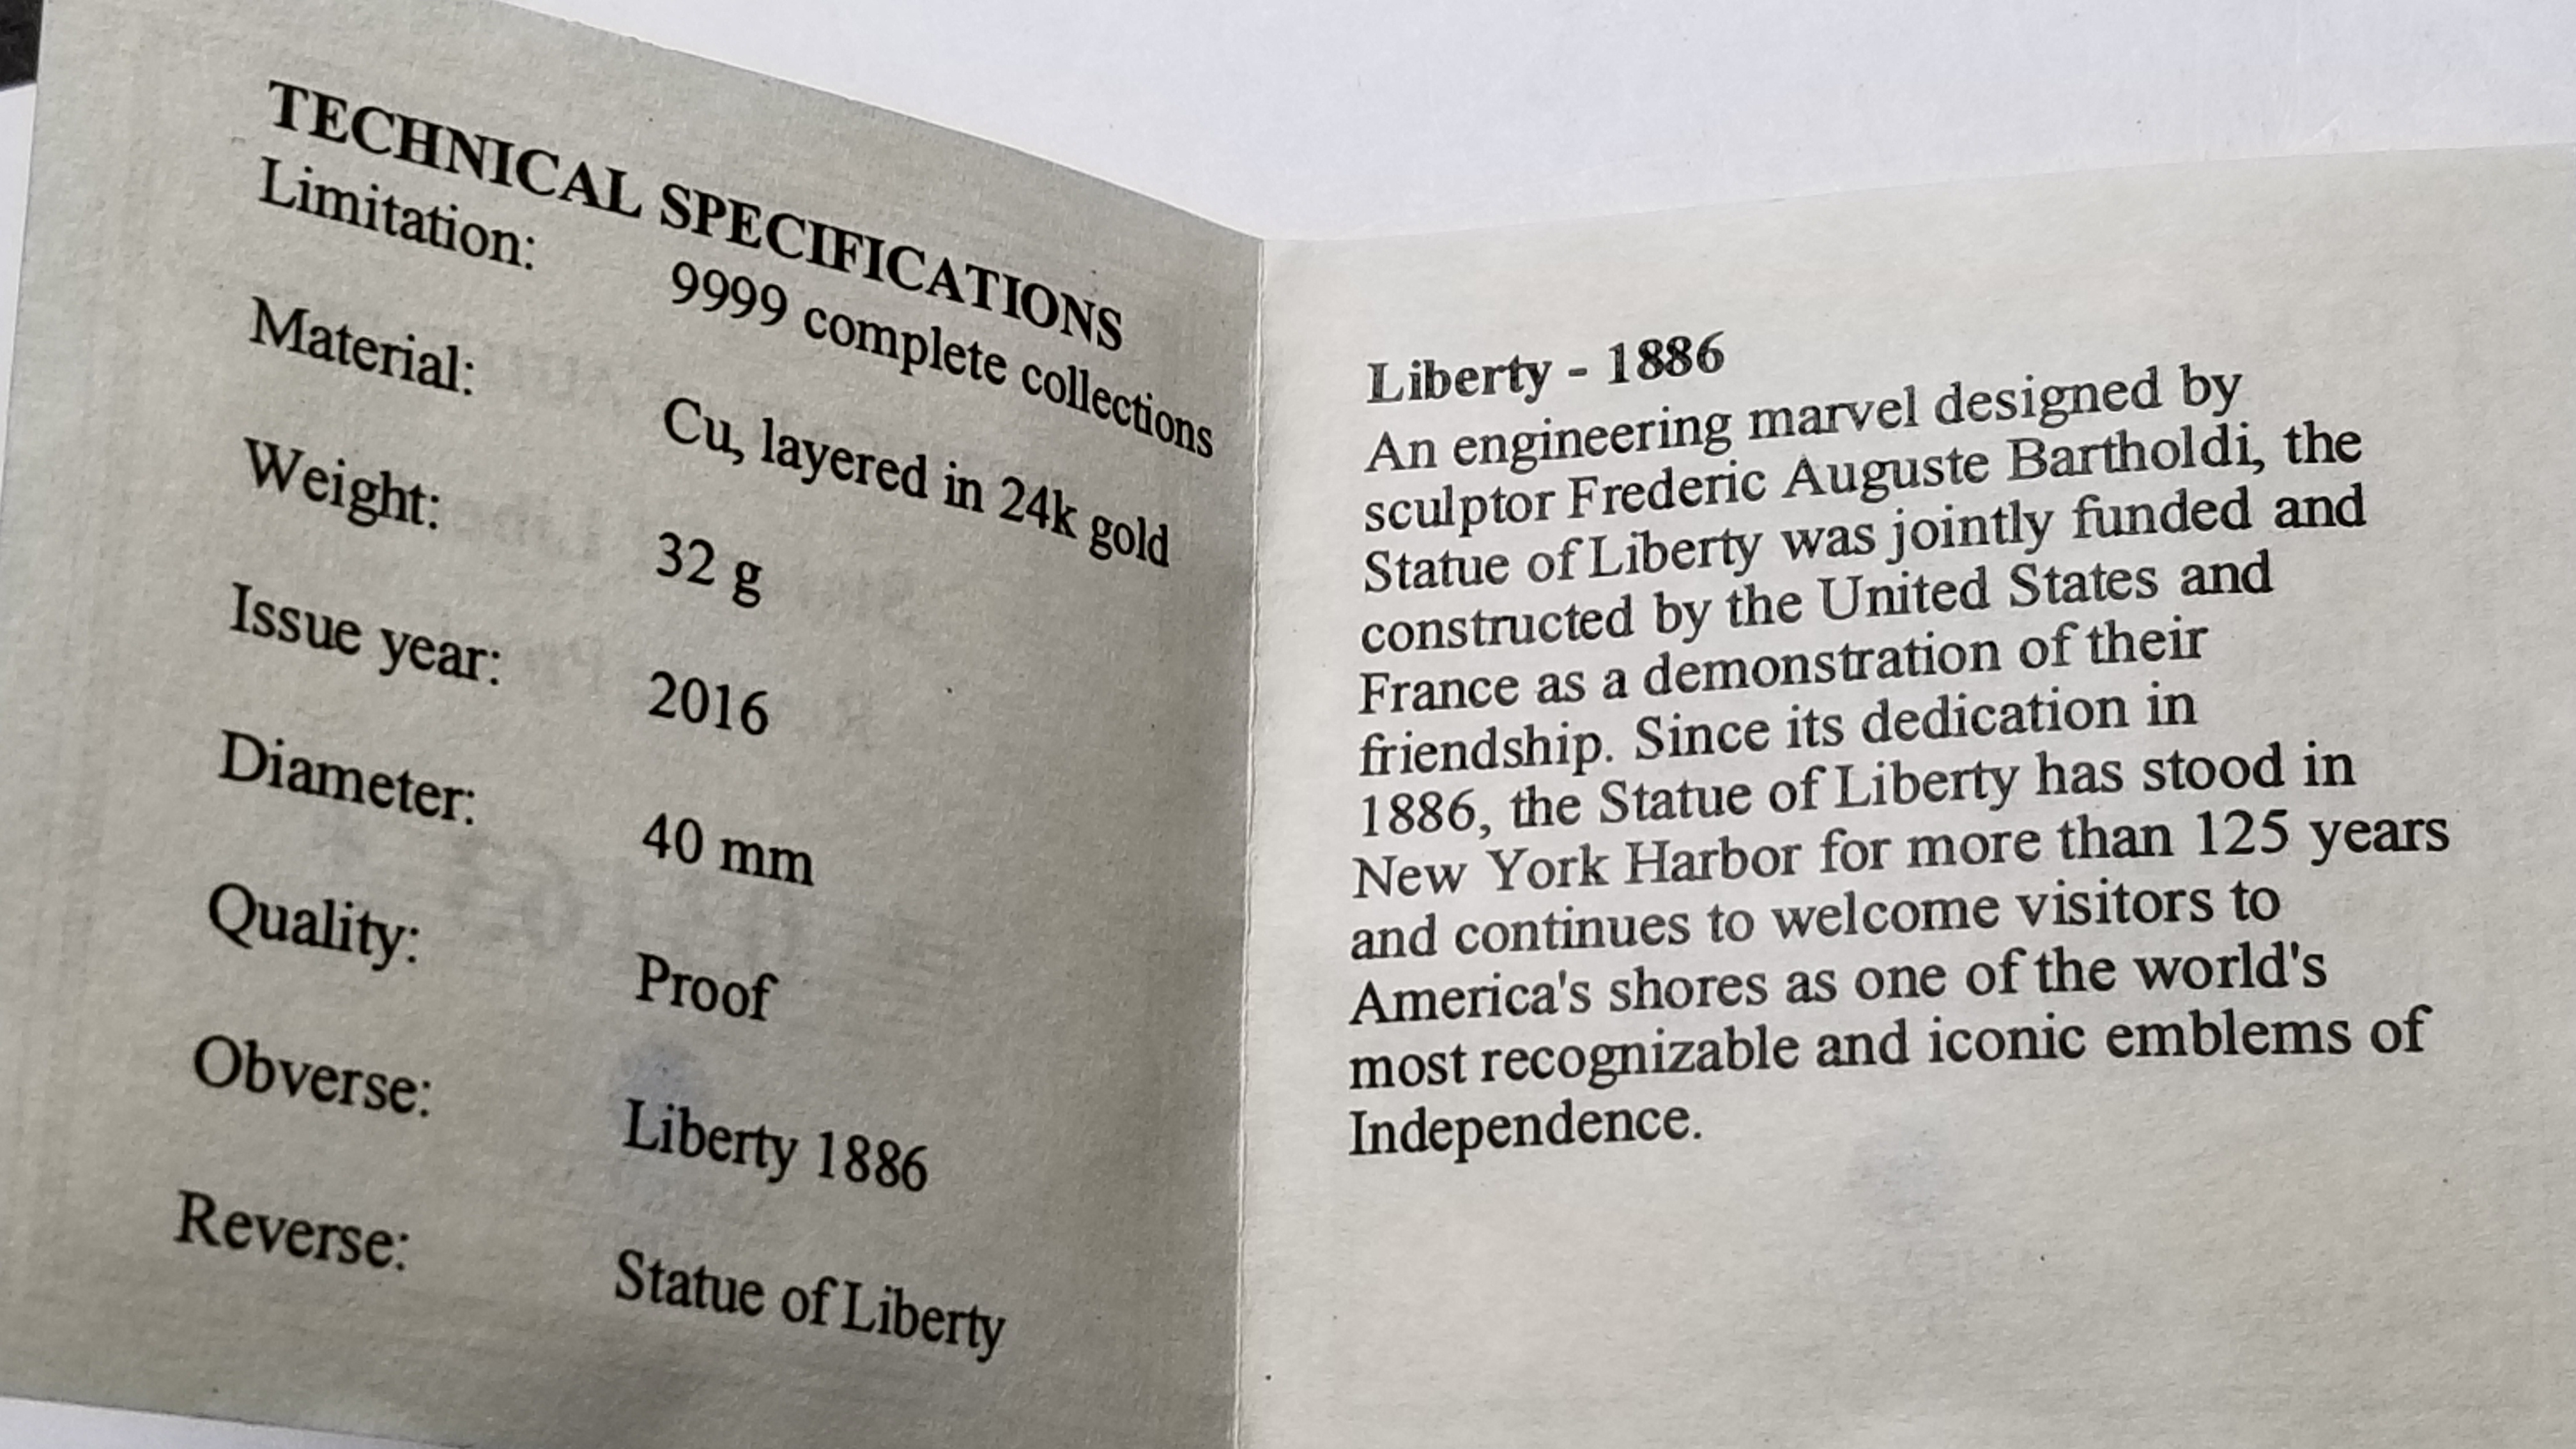 TECHNICAL SPECIFICATIONS
Limitation: 9999 complete collections
Material: Cu, layered in 24k gold
Weight: 32 g
Issue year: 2016
Diameter: 40 mm
Quality: Proof
Obverse: Liberty 1886
Reverse: Statue of Liberty
Liberty - 1886
An engineering marvel designed by
sculptor Frederic Auguste Bartholdi, the
Statue of Liberty was jointly funded and
constructed by the United States and
France as a demonstration of their
friendship. Since its dedication in
1886, the Statue of Liberty has stood in
New York Harbor for more than 125 years
and continues to welcome visitors to
America's shores as one of the world's
most recognizable and iconic emblems of
Independence.